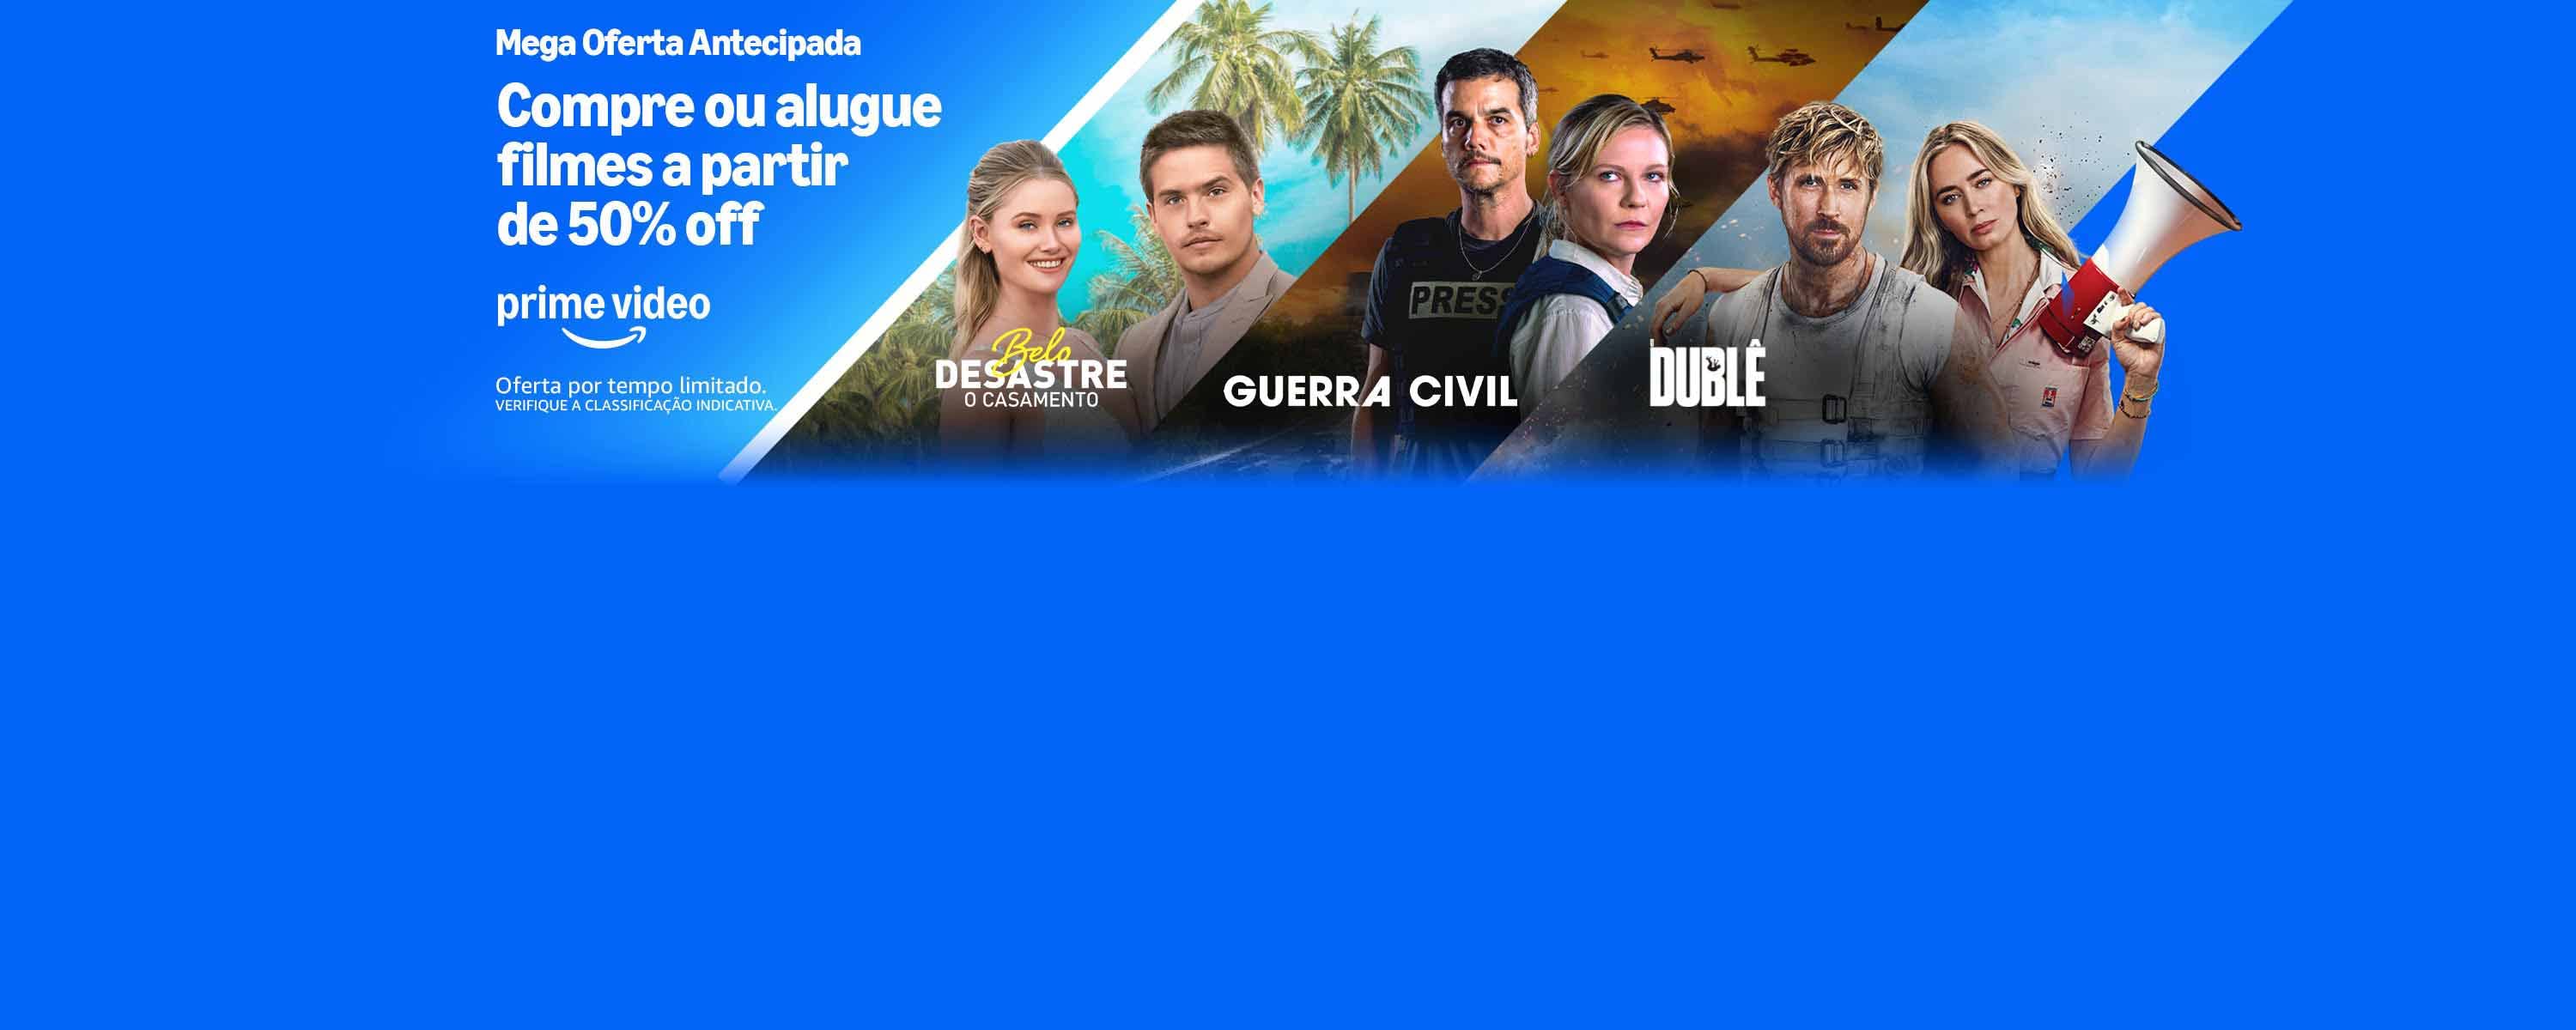 Mega Oferta Antecipada
Compre ou alugue
filmes a partir
de 50% off
prime video
Oferta por tempo limitado.
VERIFIQUE A CLASSIFICAÇÃO INDICATIVA.
Belo
DESASTRE
O CASAMENTO
PRESS
GUERRA CIVIL
DUBLÊ